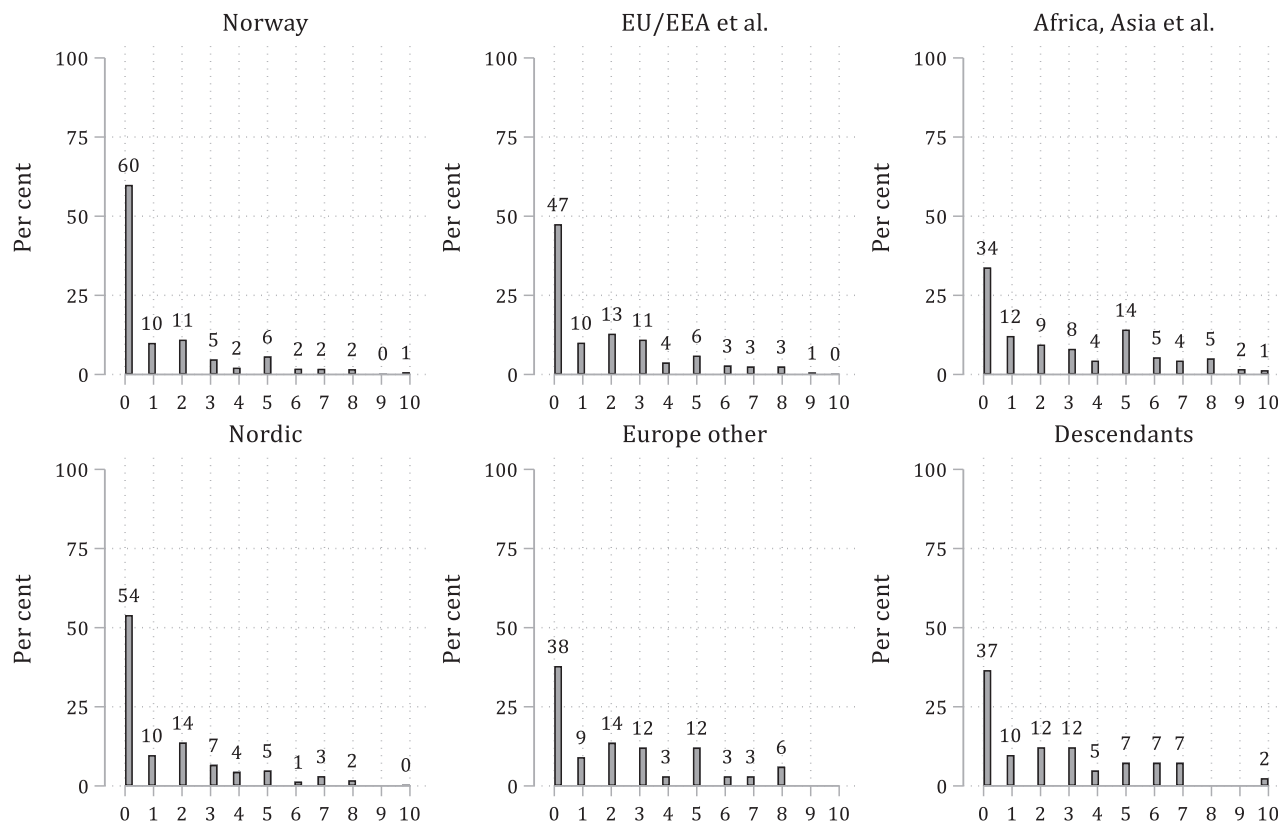 Norway
Per cent
100
75
50
25
0
60
10 11 5 2 6 2 2 2 0 1
0 1 2 3 4 5 6 7 8 9 10
EU/EEA et al.
Per cent
100
75
50
25
0
47
10 13 11 4 6 3 3 3 1 0
0 1 2 3 4 5 6 7 8 9 10
Africa, Asia et al.
Per cent
100
75
50
25
0
34
12 9 8 4 14 5 4 5 2 1
0 1 2 3 4 5 6 7 8 9 10
Nordic
Per cent
100
75
50
25
0
54
10 14 7 4 5 1 3 2 0
0 1 2 3 4 5 6 7 8 9 10
Europe other
Per cent
100
75
50
25
0
38
9 14 12 3 12 3 3 6
0 1 2 3 4 5 6 7 8 9 10
Descendants
Per cent
100
75
50
25
0
37
10 12 12 5 7 7 7 2
0 1 2 3 4 5 6 7 8 9 10